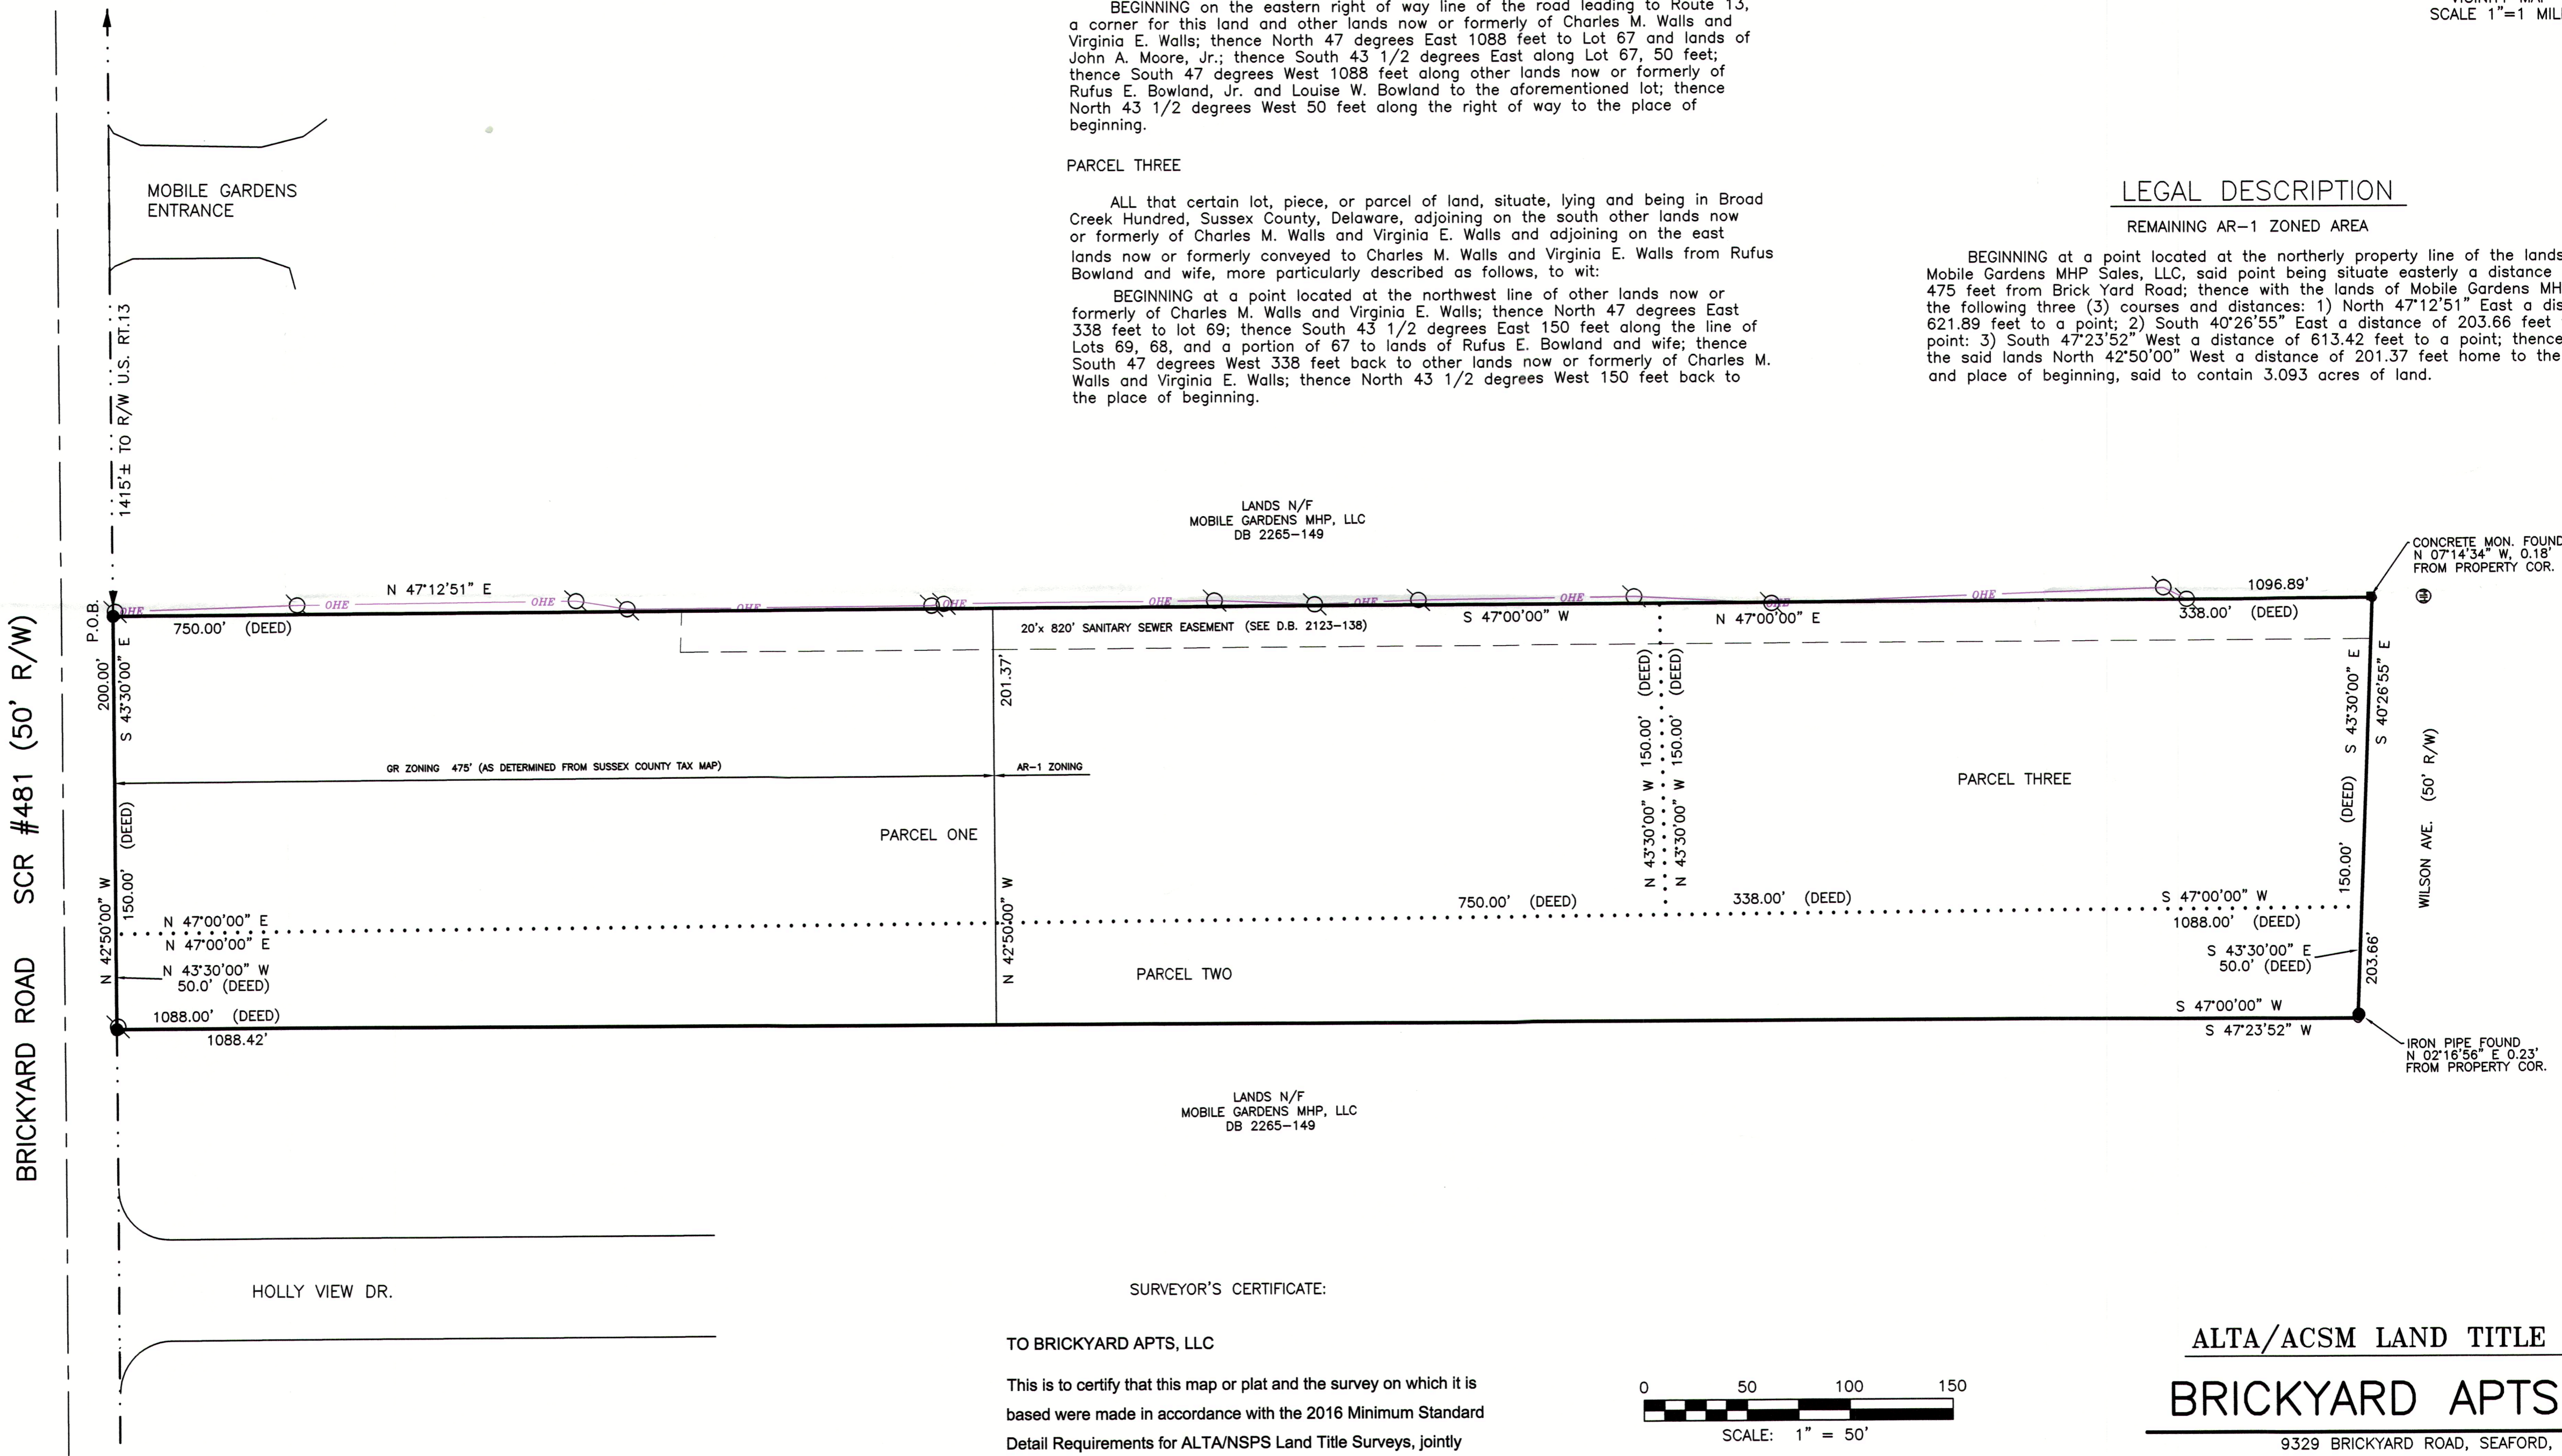 BEGINNING on the eastern right of way line of the road leading to Route 13,
a corner for this land and other lands now or formerly of Charles M. Walls and
Virginia E. Walls; thence North 47 degrees East 1088 feet to Lot 67 and lands of
John A. Moore, Jr.; thence South 43 1/2 degrees East along Lot 67, 50 feet;
thence South 47 degrees West 1088 feet along other lands now or formerly of
Rufus E. Bowland, Jr. and Louise W. Bowland to the aforementioned lot; thence
North 43 1/2 degrees West 50 feet along the right of way to the place of
beginning.
PARCEL THREE
ALL that certain lot, piece, or parcel of land, situate, lying and being in Broad
Creek Hundred, Sussex County, Delaware, adjoining on the south other lands now
or formerly of Charles M. Walls and Virginia E. Walls and adjoining on the east
lands now or formerly conveyed to Charles M. Walls and Virginia E. Walls from Rufus
Bowland and wife, more particularly described as follows, to wit:
BEGINNING at a point located at the northwest line of other lands now or
formerly of Charles M. Walls and Virginia E. Walls; thence North 47 degrees East
338 feet to lot 69; thence South 43 1/2 degrees East 150 feet along the line of
Lots 69, 68, and a portion of 67 to lands of Rufus E. Bowland and wife; thence
South 47 degrees West 338 feet back to other lands now or formerly of Charles M.
Walls and Virginia E. Walls; thence North 43 1/2 degrees West 150 feet back to
the place of beginning.
SCALE 1"=1 MIL
LEGAL DESCRIPTION
REMAINING AR-1 ZONED AREA
BEGINNING at a point located at the northerly property line of the lands
Mobile Gardens MHP Sales, LLC, said point being situate easterly a distance
475 feet from Brick Yard Road; thence with the lands of Mobile Gardens MH
the following three (3) courses and distances: 1) North 47°12'51" East a dis
621.89 feet to a point; 2) South 40°26'55" East a distance of 203.66 feet
point: 3) South 47°23'52" West a distance of 613.42 feet to a point; thence
the said lands North 42°50'00" West a distance of 201.37 feet home to the
and place of beginning, said to contain 3.093 acres of land.
MOBILE GARDENS
ENTRANCE
1415'± TO R/W U.S. RT.13
BRICKYARD ROAD SCR #481 (50' R/W)
LANDS N/F
MOBILE GARDENS MHP, LLC
DB 2265-149
CONCRETE MON. FOUND
N 07°14'34" W, 0.18'
FROM PROPERTY COR.
P.O.B.
N 47°12'51" E
1096.89'
OHE
OHE
OHE
OHE
OHE
OHE
OHE
OHE
OHE
OHE
750.00' (DEED)
20'x 820' SANITARY SEWER EASEMENT (SEE D.B. 2123-138)
S 47°00'00" W
N 47°00'00" E
338.00' (DEED)
200.00'
S 43°30'00" E
201.37'
N 43°30'00" W 150.00' (DEED)
N 43°30'00" W 150.00' (DEED)
150.00' (DEED) S 43°30'00" E
S 40°26'55" E
WILSON AVE. (50' R/W)
GR ZONING 475' (AS DETERMINED FROM SUSSEX COUNTY TAX MAP)
AR-1 ZONING
PARCEL THREE
PARCEL ONE
150.00' (DEED)
N 42°50'00" W
N 42°50'00" W
N 47°00'00" E
N 47°00'00" E
N 43°30'00" W
50.0' (DEED)
750.00' (DEED)
338.00' (DEED)
S 47°00'00" W
1088.00' (DEED)
S 43°30'00" E
50.0' (DEED)
203.66'
PARCEL TWO
1088.00' (DEED)
1088.42'
S 47°00'00" W
S 47°23'52" W
IRON PIPE FOUND
N 02°16'56" E 0.23'
FROM PROPERTY COR.
LANDS N/F
MOBILE GARDENS MHP, LLC
DB 2265-149
HOLLY VIEW DR.
SURVEYOR'S CERTIFICATE:
TO BRICKYARD APTS, LLC
This is to certify that this map or plat and the survey on which it is
based were made in accordance with the 2016 Minimum Standard
Detail Requirements for ALTA/NSPS Land Title Surveys, jointly
0 50 100 150
SCALE: 1" = 50'
ALTA/ACSM LAND TITLE
BRICKYARD APTS
9329 BRICKYARD ROAD, SEAFORD,